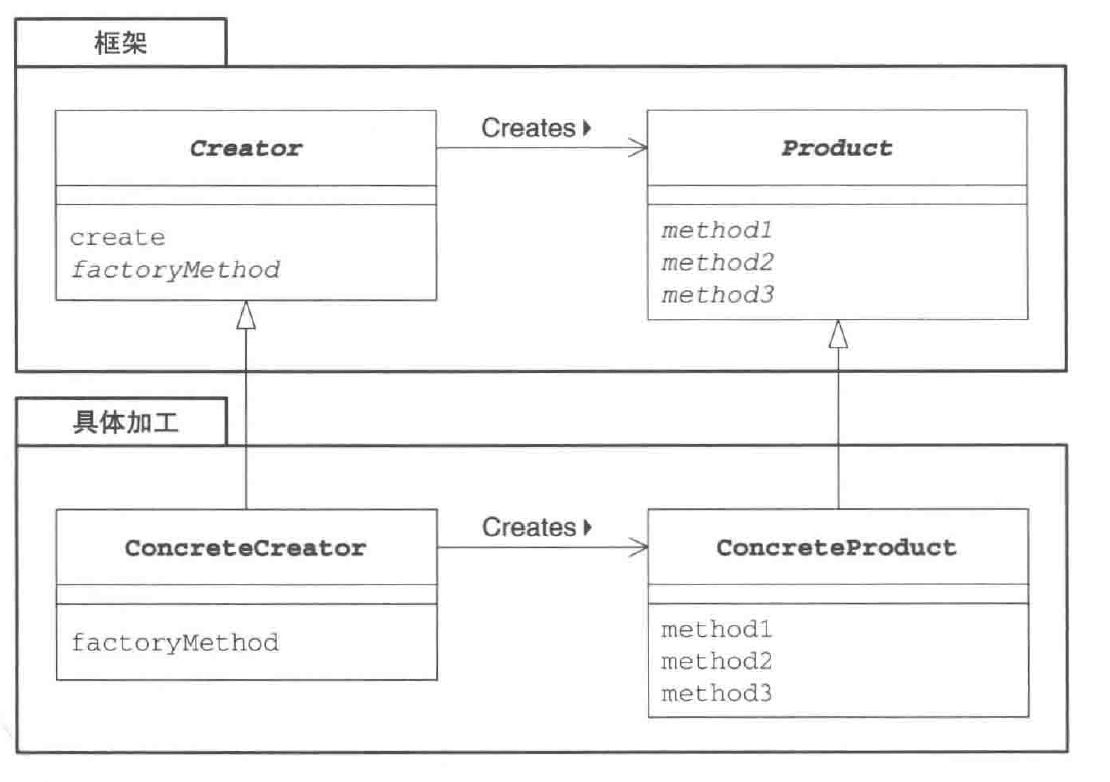 框架
Creator
Creates
Product
create
factoryMethod
method1
method2
method3
具体加工
ConcreteCreator
Creates
ConcreteProduct
factoryMethod
method1
method2
method3